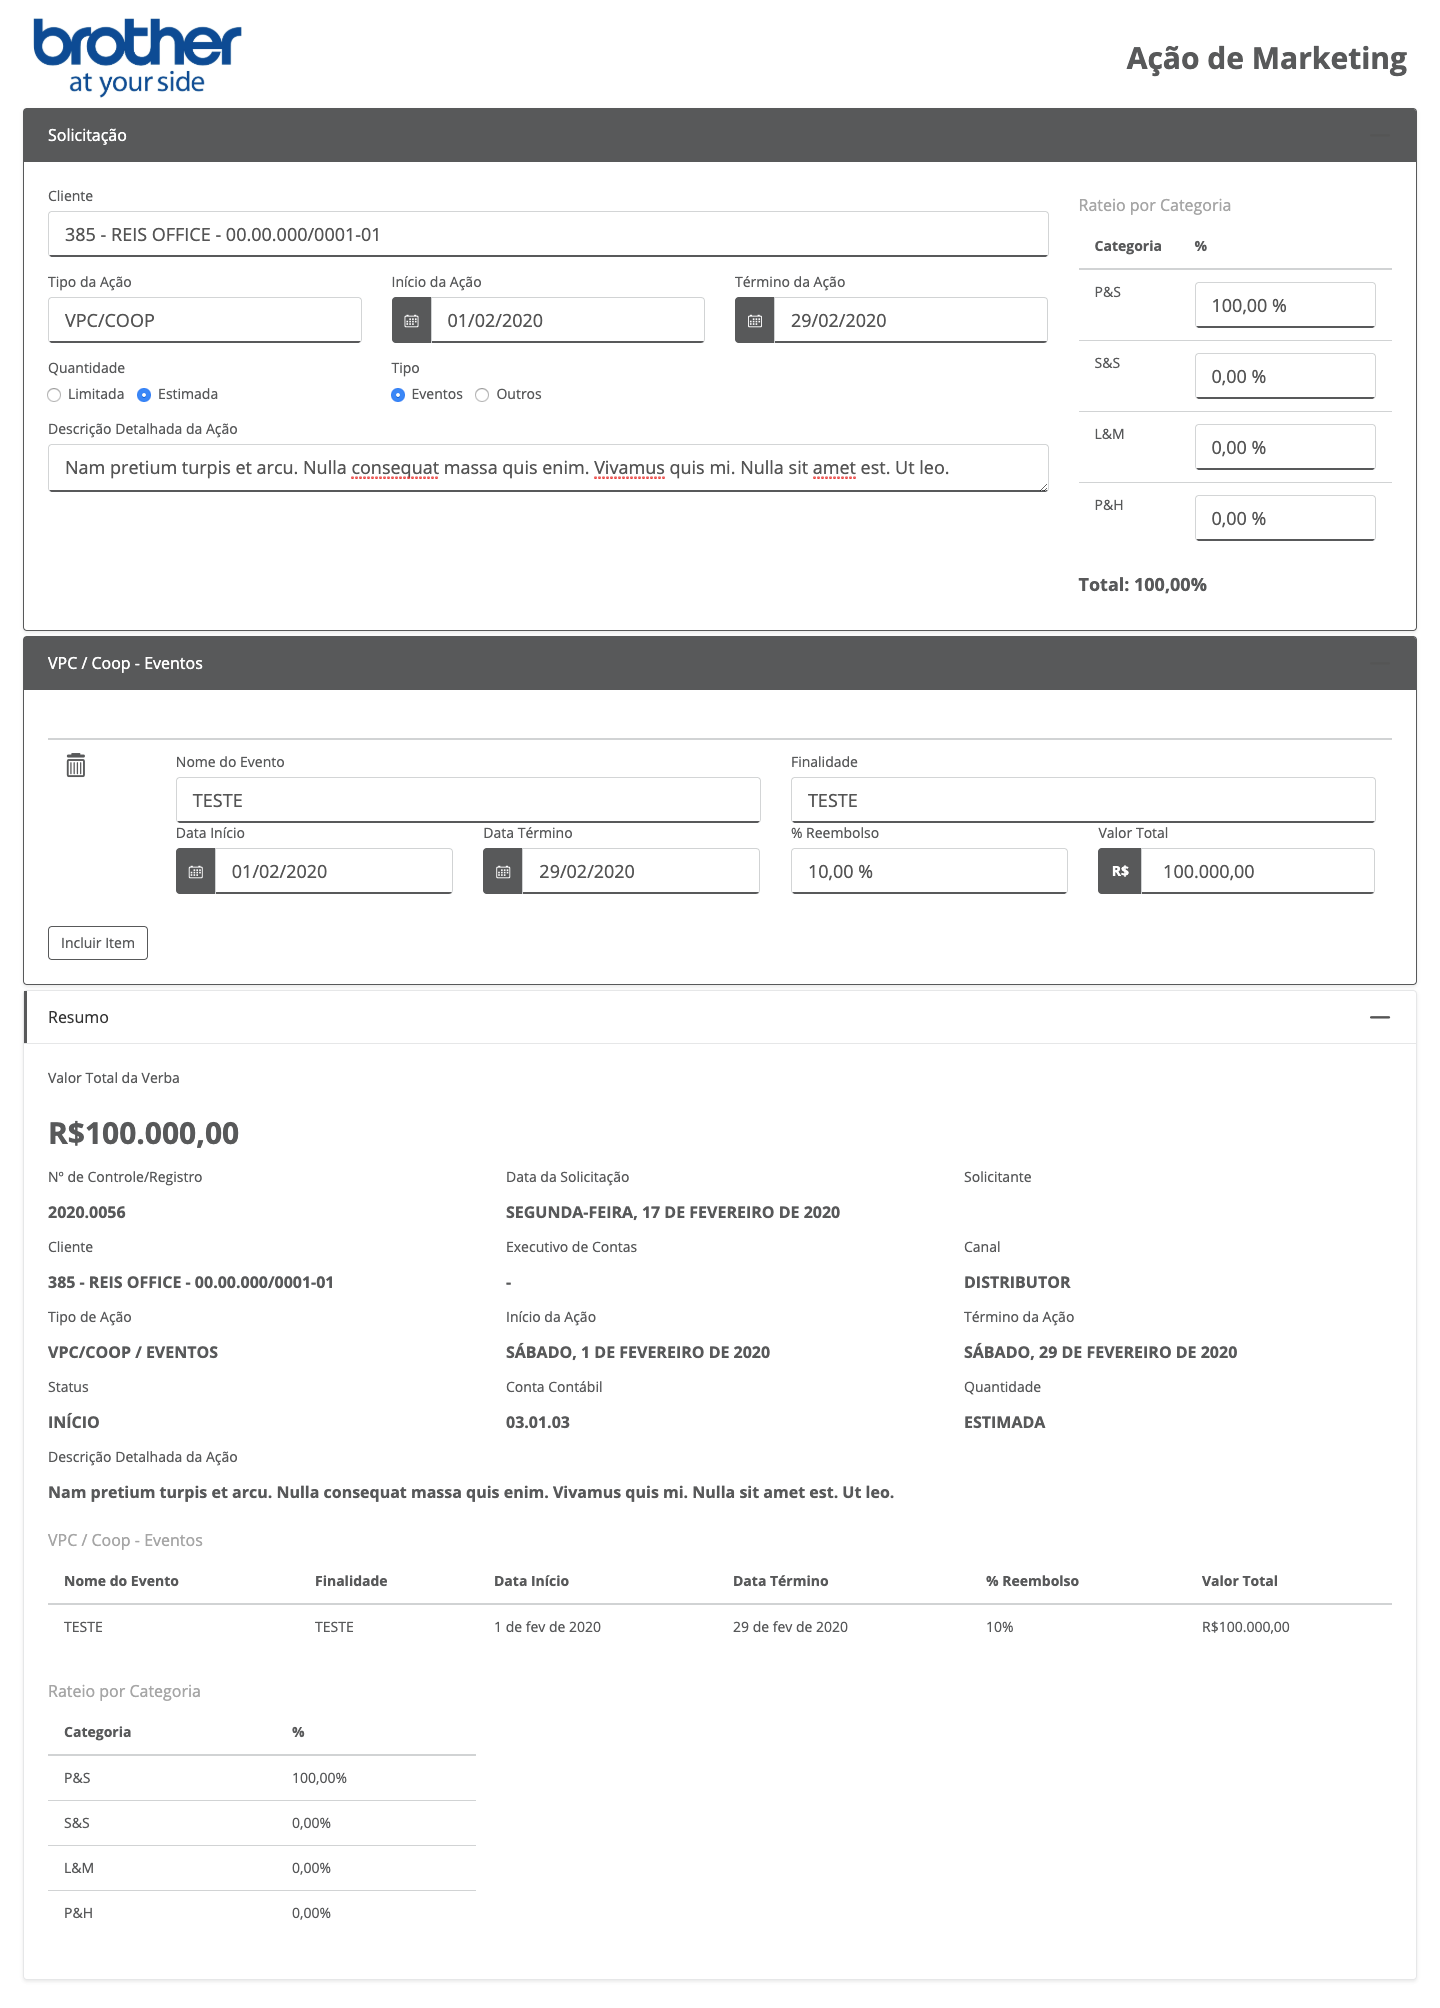 brother
at your side
Ação de Marketing
Solicitação
Cliente
385 - REIS OFFICE - 00.00.000/0001-01
Tipo da Ação Início da Ação Término da Ação
VPC/COOP 01/02/2020 29/02/2020
Quantidade Tipo
Limitada Estimada Eventos Outros
Descrição Detalhada da Ação
Nam pretium turpis et arcu. Nulla consequat massa quis enim. Vivamus quis mi. Nulla sit amet est. Ut leo.
Rateio por Categoria
Categoria %
P&S 100,00 %
S&S 0,00 %
L&M 0,00 %
P&H 0,00 %
Total: 100,00%
VPC / Coop - Eventos
Nome do Evento Finalidade
TESTE TESTE
Data Início Data Término % Reembolso Valor Total
01/02/2020 29/02/2020 10,00 % R$ 100.000,00
Incluir Item
Resumo
Valor Total da Verba
R$100.000,00
Nº de Controle/Registro Data da Solicitação Solicitante
2020.0056 SEGUNDA-FEIRA, 17 DE FEVEREIRO DE 2020
Cliente Executivo de Contas Canal
385 - REIS OFFICE - 00.00.000/0001-01 - DISTRIBUTOR
Tipo de Ação Início da Ação Término da Ação
VPC/COOP / EVENTOS SÁBADO, 1 DE FEVEREIRO DE 2020 SÁBADO, 29 DE FEVEREIRO DE 2020
Status Conta Contábil Quantidade
INÍCIO 03.01.03 ESTIMADA
Descrição Detalhada da Ação
Nam pretium turpis et arcu. Nulla consequat massa quis enim. Vivamus quis mi. Nulla sit amet est. Ut leo.
VPC / Coop - Eventos
Nome do Evento Finalidade Data Início Data Término % Reembolso Valor Total
TESTE TESTE 1 de fev de 2020 29 de fev de 2020 10% R$100.000,00
Rateio por Categoria
Categoria %
P&S 100,00%
S&S 0,00%
L&M 0,00%
P&H 0,00%